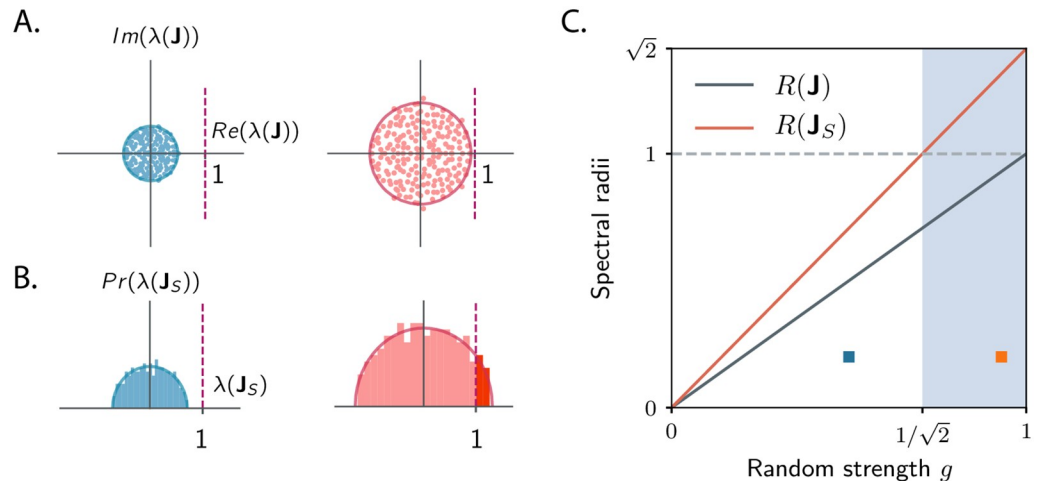 A.
Im(λ(J))
Re(λ(J))
1
1
B.
Pr(λ(J_S))
λ(J_S)
1
1
C.
√2
R(J)
R(J_S)
1
Spectral radii
0
0
1/√2
1
Random strength g